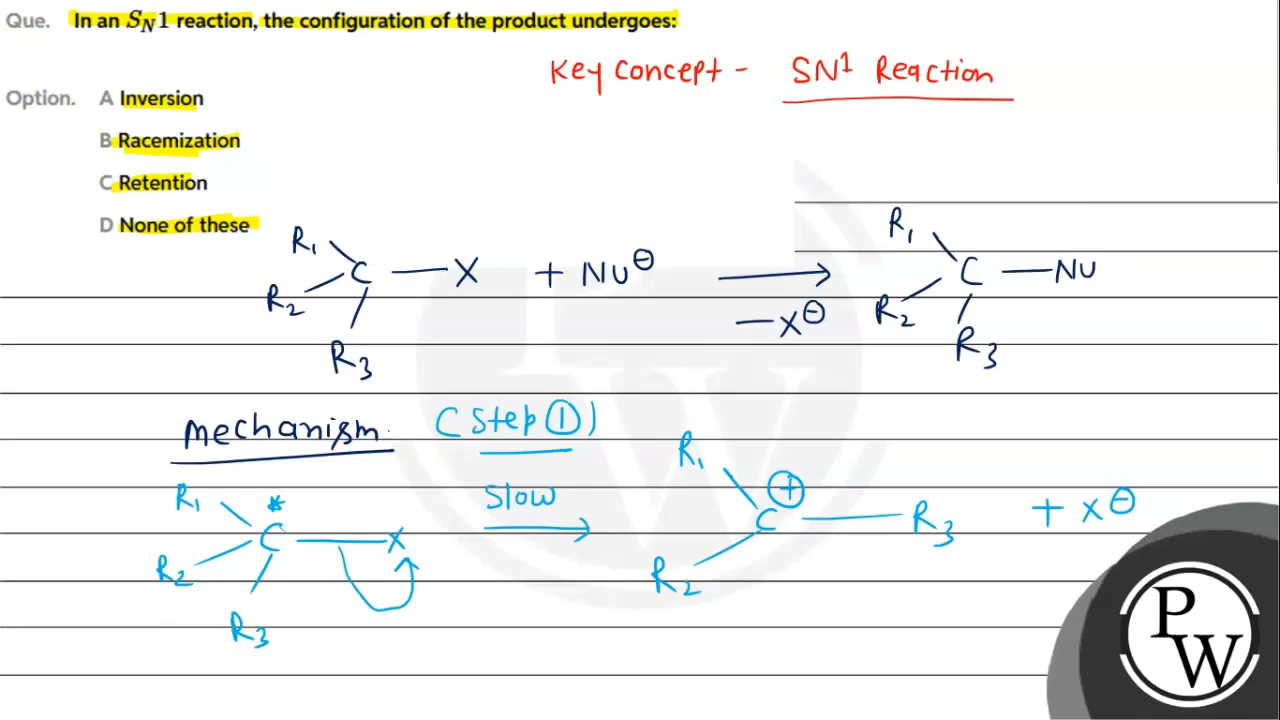 Que. In an S_N1 reaction, the configuration of the product undergoes:
Key Concept - SN1 Reaction
Option. A Inversion
B Racemization
C Retention
D None of these
R1 R2 R3 C — X + Nu⊖ → R1 R2 R3 C — Nu
— X⊖
Mechanism (Step ①)
R1 R2 R3 C* — X Slow → R1 R2 C⊕ — R3 + X⊖
PW